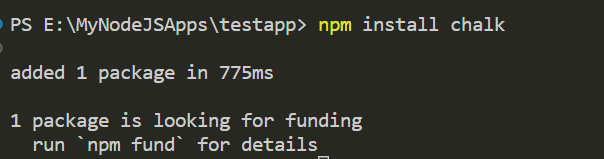 PS E:\MyNodeJSApps\testapp> npm install chalk
added 1 package in 775ms
1 package is looking for funding
run `npm fund` for details